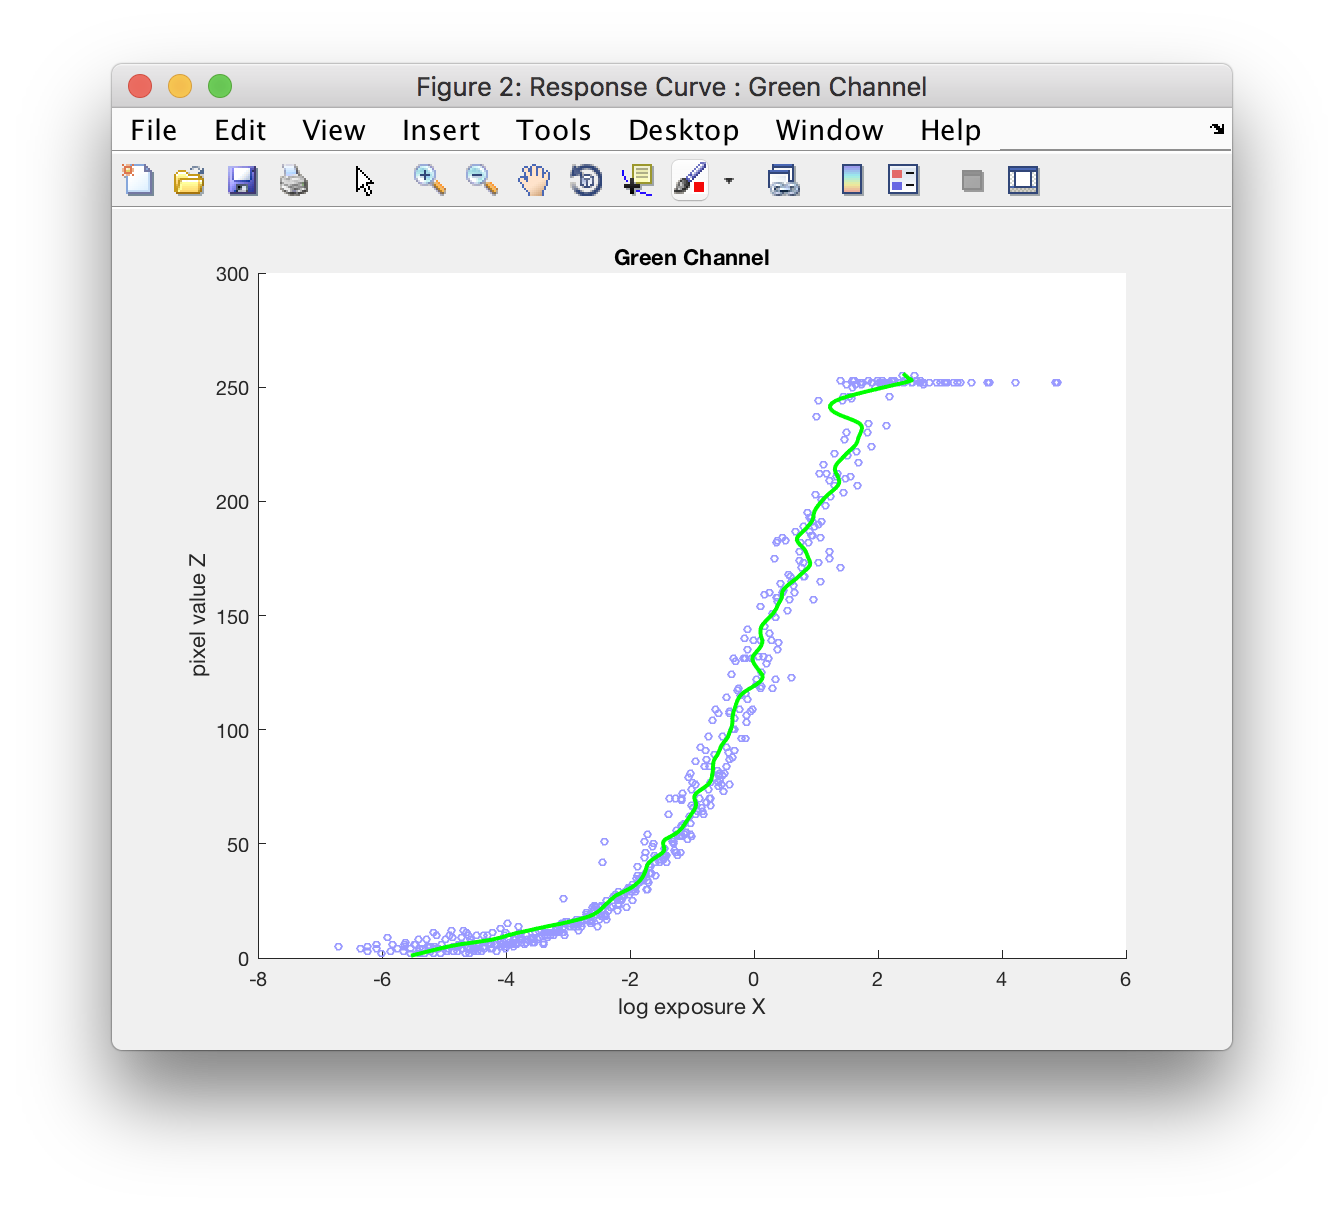 Figure 2: Response Curve : Green Channel
File Edit View Insert Tools Desktop Window Help
Green Channel
300
250
200
150
100
50
0
pixel value Z
-8 -6 -4 -2 0 2 4 6
log exposure X